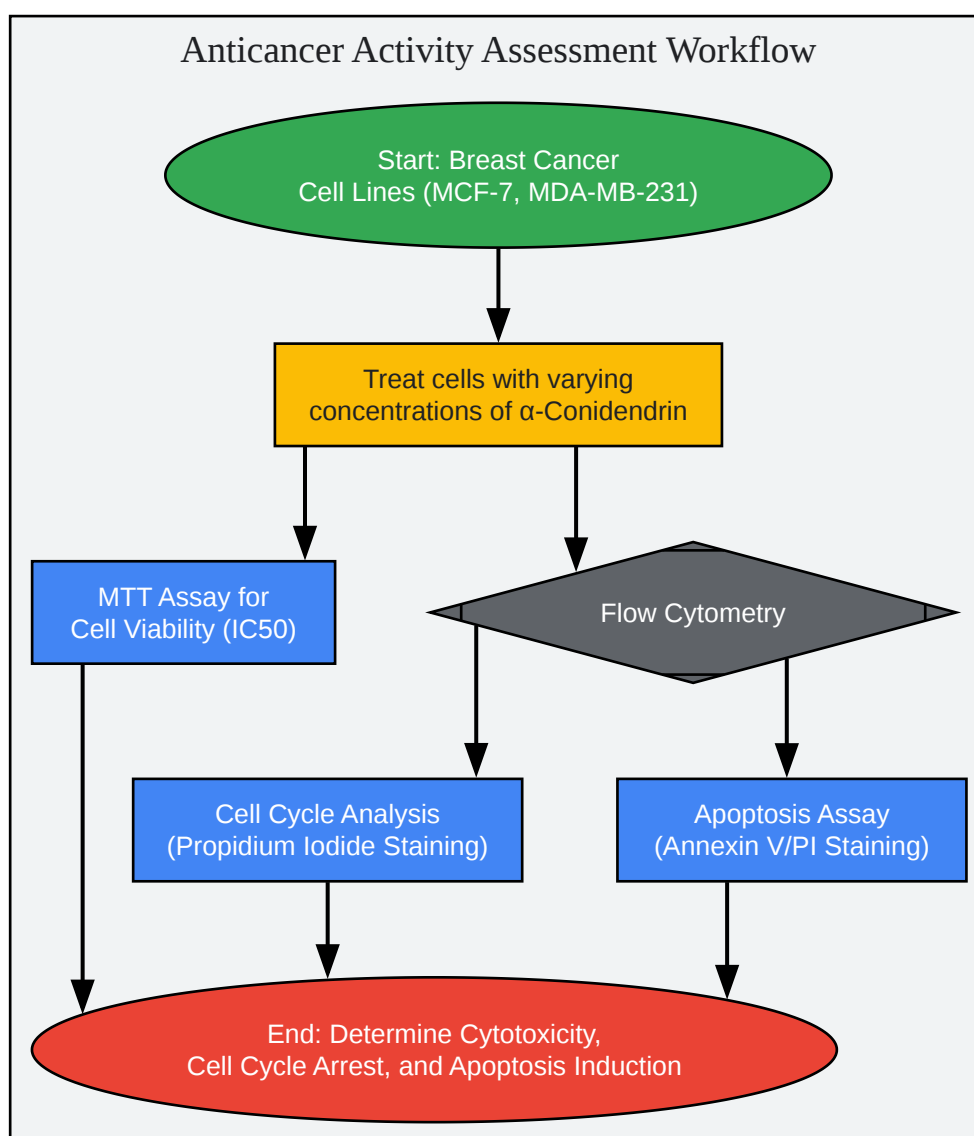 Anticancer Activity Assessment Workflow
Start: Breast Cancer
Cell Lines (MCF-7, MDA-MB-231)
Treat cells with varying
concentrations of α-Conidendrin
MTT Assay for
Cell Viability (IC50)
Flow Cytometry
Cell Cycle Analysis
(Propidium Iodide Staining)
Apoptosis Assay
(Annexin V/PI Staining)
End: Determine Cytotoxicity,
Cell Cycle Arrest, and Apoptosis Induction